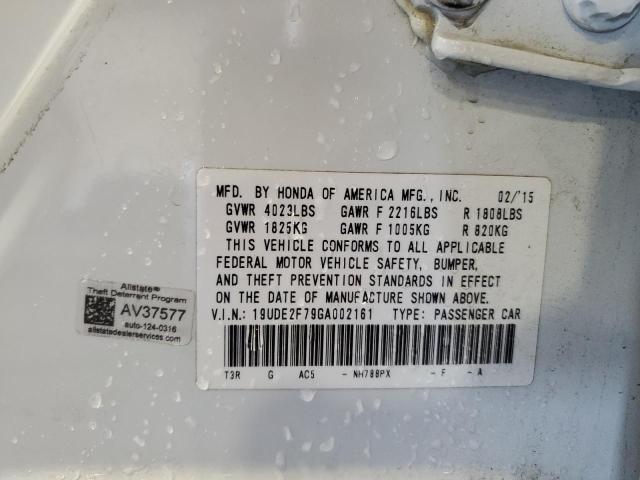 MFD. BY HONDA OF AMERICA MFG., INC. 02/'15
GVWR 4023LBS GAWR F 2216LBS R 1808LBS
GVWR 1825KG GAWR F 1005KG R 820KG
THIS VEHICLE CONFORMS TO ALL APPLICABLE
FEDERAL MOTOR VEHICLE SAFETY, BUMPER,
AND THEFT PREVENTION STANDARDS IN EFFECT
ON THE DATE OF MANUFACTURE SHOWN ABOVE.
V.I.N.: 19UDE2F79GA002161 TYPE: PASSENGER CAR
T3R G AC5 - NH788PX - F - A
Allstate®
Theft Deterrent Program
AV37577
auto-124-0316
allstatedealerservices.com